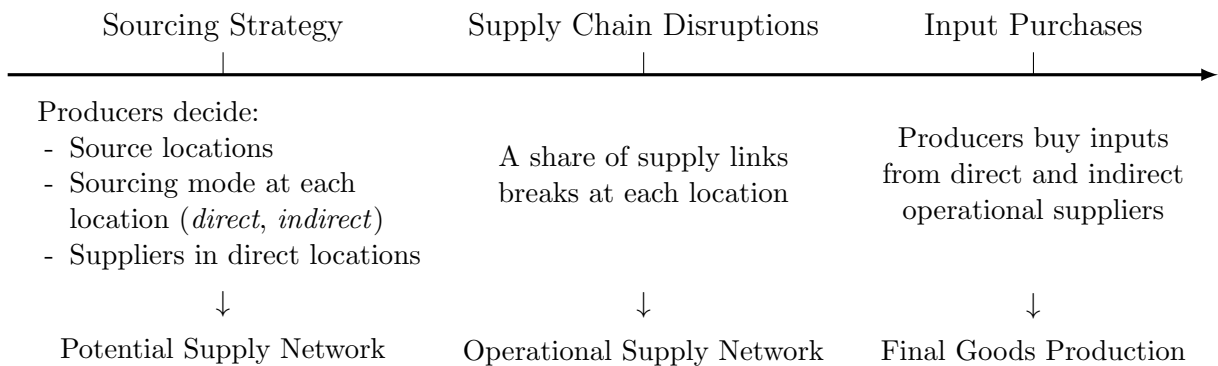 Sourcing Strategy
Supply Chain Disruptions
Input Purchases
Producers decide:
- Source locations
- Sourcing mode at each
location (direct, indirect)
- Suppliers in direct locations
A share of supply links
breaks at each location
Producers buy inputs
from direct and indirect
operational suppliers
↓
↓
↓
Potential Supply Network
Operational Supply Network
Final Goods Production